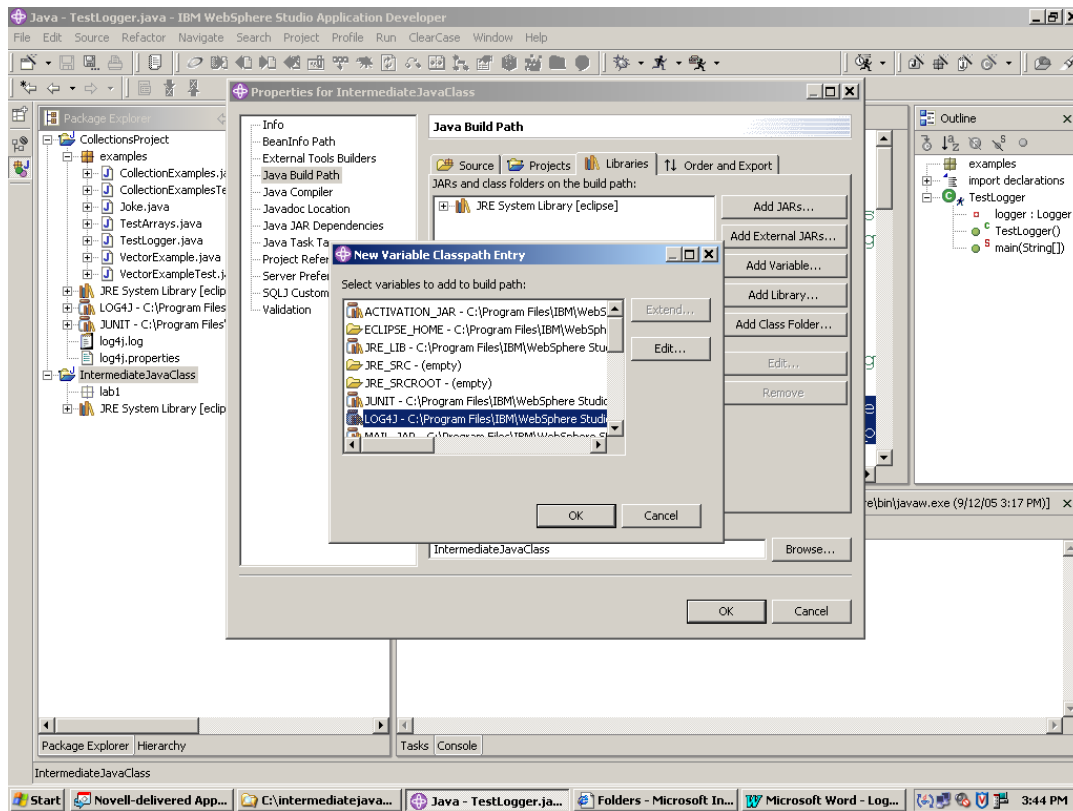 Java - TestLogger.java - IBM WebSphere Studio Application Developer
File Edit Source Refactor Navigate Search Project Profile Run ClearCase Window Help
Package Explorer
CollectionsProject
examples
CollectionExamples.ja
CollectionExamplesTe
Joke.java
TestArrays.java
TestLogger.java
VectorExample.java
VectorExampleTest.j
JRE System Library [eclip
LOG4J - C:\Program Files
JUNIT - C:\Program Files'
log4j.log
log4j.properties
IntermediateJavaClass
lab1
JRE System Library [eclip
Package Explorer Hierarchy
Properties for IntermediateJavaClass
Info
BeanInfo Path
External Tools Builders
Java Build Path
Java Compiler
Javadoc Location
Java JAR Dependencies
Java Task Ta
Project Refer
Server Prefer
SQLJ Custom
Validation
Java Build Path
Source Projects Libraries Order and Export
JARs and class folders on the build path:
JRE System Library [eclipse]
Add JARs...
Add External JARs...
Add Variable...
Add Library...
Add Class Folder...
Edit...
Remove
New Variable Classpath Entry
Select variables to add to build path:
ACTIVATION_JAR - C:\Program Files\IBM\WebS
ECLIPSE_HOME - C:\Program Files\IBM\WebSph
JRE_LIB - C:\Program Files\IBM\WebSphere Stu
JRE_SRC - (empty)
JRE_SRCROOT - (empty)
JUNIT - C:\Program Files\IBM\WebSphere Studic
LOG4J - C:\Program Files\IBM\WebSphere Studi
MAIL_JAR - C:\Program Files\IBM\WebSphere S
Extend...
Edit...
OK Cancel
IntermediateJavaClass
Browse...
OK Cancel
Outline
examples
import declarations
TestLogger
logger : Logger
TestLogger()
main(String[])
re\bin\javaw.exe (9/12/05 3:17 PM)]
Tasks Console
IntermediateJavaClass
Start Novell-delivered App... C:\intermediatejava... Java - TestLogger.ja... Folders - Microsoft In... Microsoft Word - Log... 3:44 PM